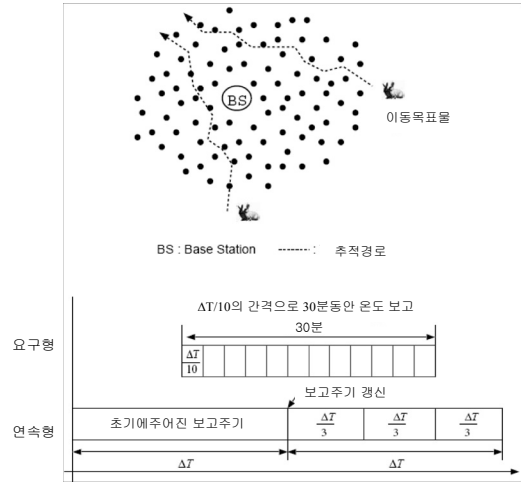 BS
이동목표물
BS : Base Station -------- : 추적경로
ΔT/10의 간격으로 30분동안 온도 보고
30분
요구형
ΔT
10
보고주기 갱신
연속형
초기에주어진 보고주기
ΔT ΔT ΔT
3 3 3
ΔT ΔT